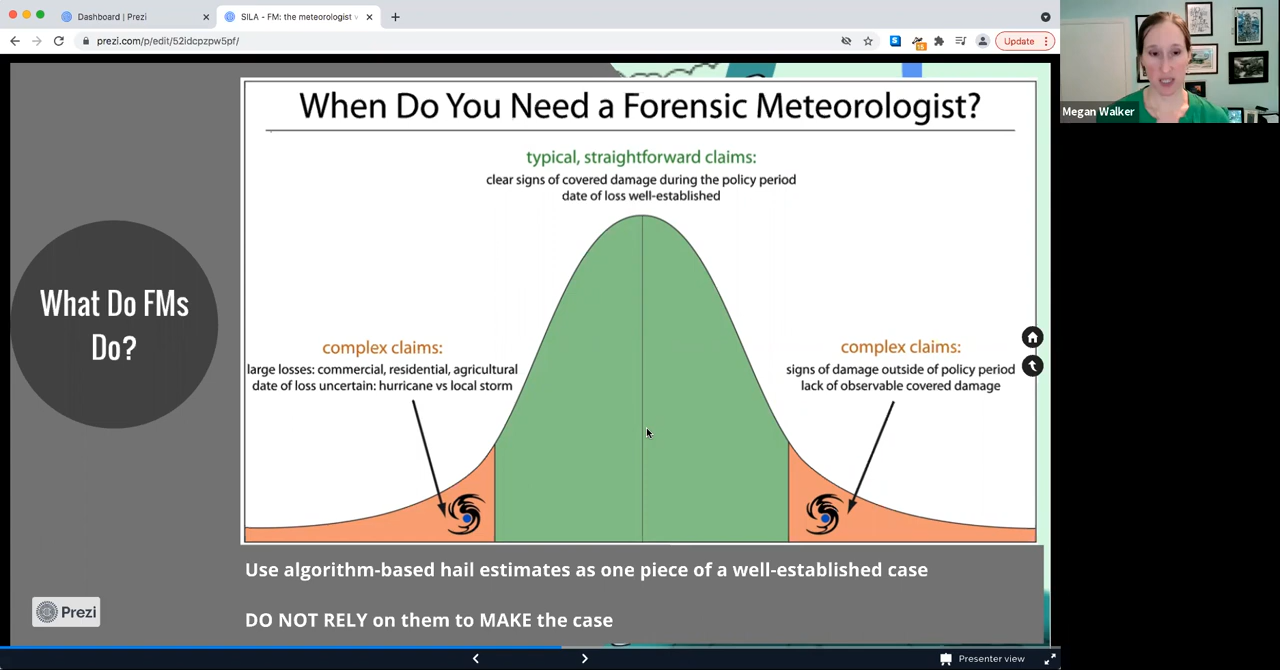 Dashboard | Prezi
SILA - FM: the meteorologist v
prezi.com/p/edit/52idcpzpw5pf/
15
Update
Megan Walker
When Do You Need a Forensic Meteorologist?
typical, straightforward claims:
clear signs of covered damage during the policy period
date of loss well-established
What Do FMs
Do?
complex claims:
large losses: commercial, residential, agricultural
date of loss uncertain: hurricane vs local storm
complex claims:
signs of damage outside of policy period
lack of observable covered damage
Use algorithm-based hail estimates as one piece of a well-established case
DO NOT RELY on them to MAKE the case
Prezi
Presenter view